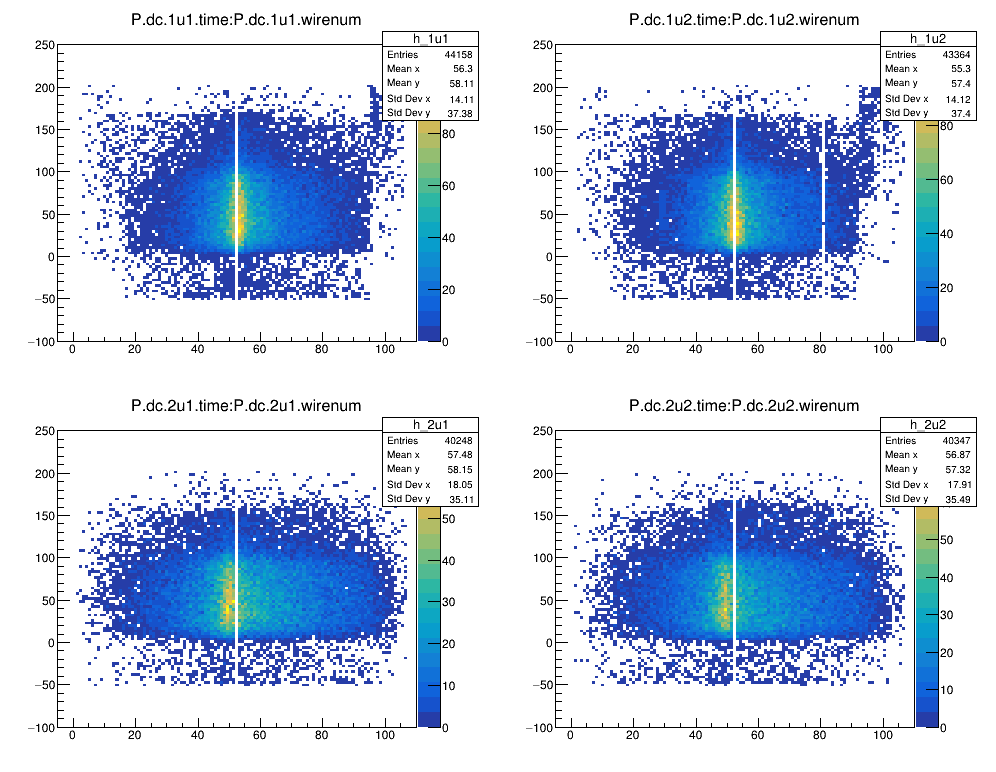 P.dc.1u1.time:P.dc.1u1.wirenum
h_1u1
Entries 44158
Mean x 56.3
Mean y 58.11
Std Dev x 14.11
Std Dev y 37.38
250
200
150
100
50
0
−50
−100
0 20 40 60 80 100
80
60
40
20
0
P.dc.1u2.time:P.dc.1u2.wirenum
h_1u2
Entries 43364
Mean x 55.3
Mean y 57.4
Std Dev x 14.12
Std Dev y 37.4
250
200
150
100
50
0
−50
−100
0 20 40 60 80 100
80
60
40
20
0
P.dc.2u1.time:P.dc.2u1.wirenum
h_2u1
Entries 40248
Mean x 57.48
Mean y 58.15
Std Dev x 18.05
Std Dev y 35.11
250
200
150
100
50
0
−50
−100
0 20 40 60 80 100
50
40
30
20
10
0
P.dc.2u2.time:P.dc.2u2.wirenum
h_2u2
Entries 40347
Mean x 56.87
Mean y 57.32
Std Dev x 17.91
Std Dev y 35.49
250
200
150
100
50
0
−50
−100
0 20 40 60 80 100
50
40
30
20
10
0